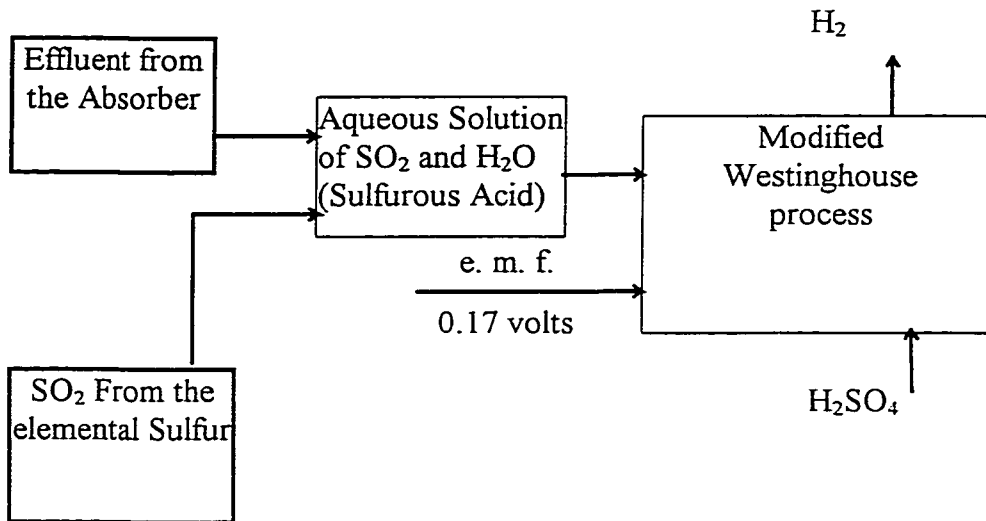 H₂
Effluent from
the Absorber
Aqueous Solution
of SO₂ and H₂O
(Sulfurous Acid)
Modified
Westinghouse
process
e. m. f.
0.17 volts
SO₂ From the
elemental Sulfur
H₂SO₄